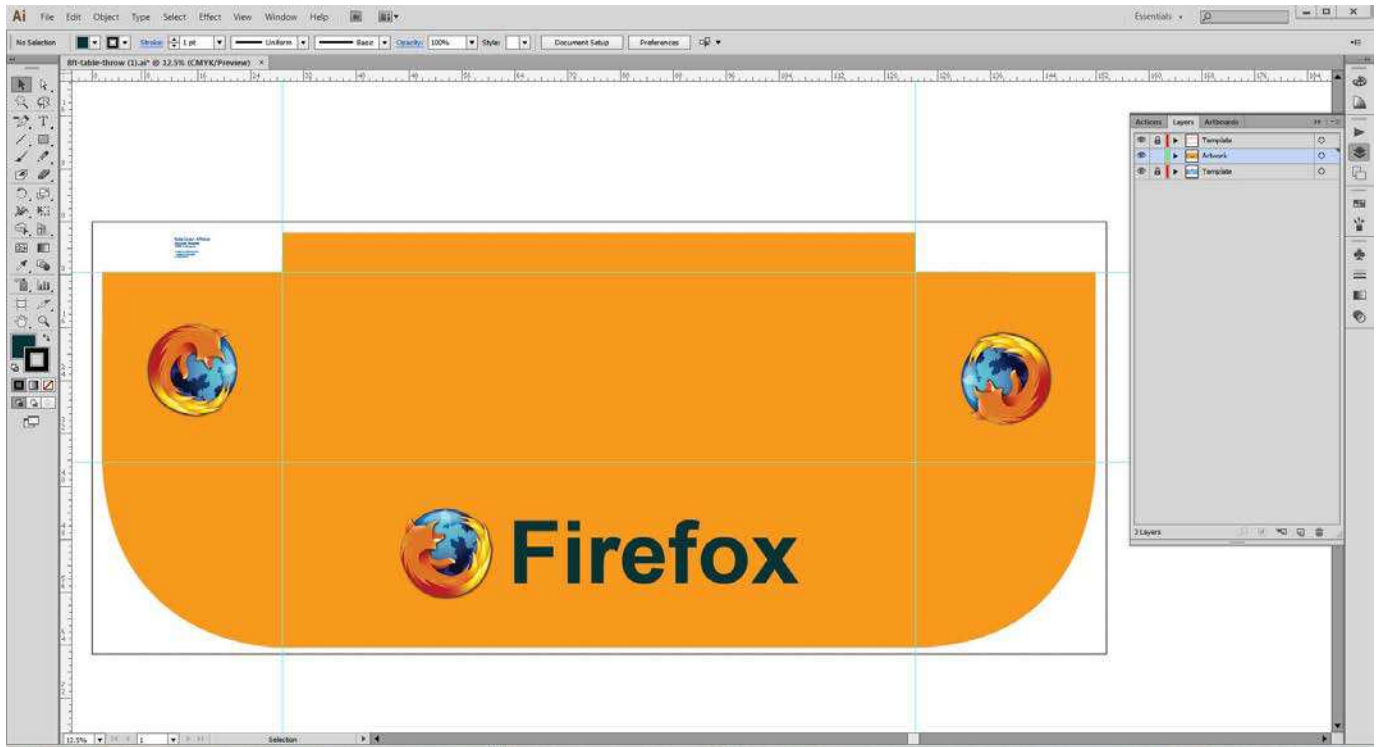 Ai File Edit Object Type Select Effect View Window Help Essentials
No Selection Stroke: 1 pt Uniform Basic Opacity: 100% Style: Document Setup Preferences
8ft-table-throw (1).ai* @ 12.5% (CMYK/Preview) ×
Actions Layers Artboards
Template
Artwork
Template
Firefox
3 Layers
12.5% 1 Selection